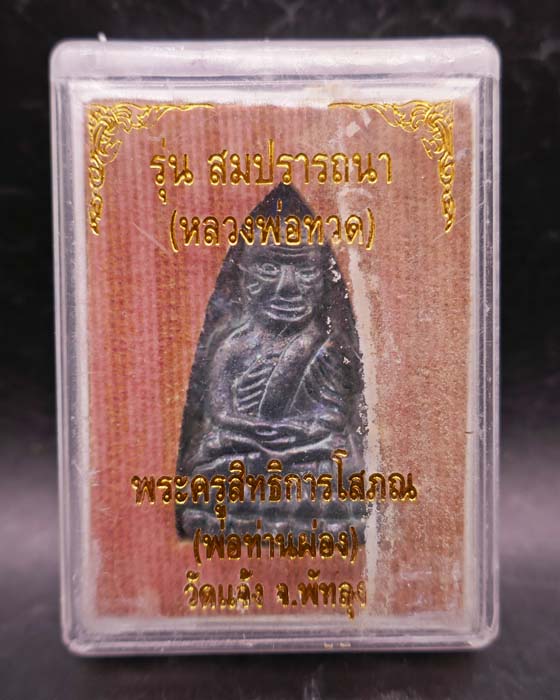 รุ่น สมปรารถนา
(หลวงพ่อทวด)
พระครูสิทธิการโสภณ
(พ่อท่านผ่อง)
วัดแจ้ง จ.พัทลุง